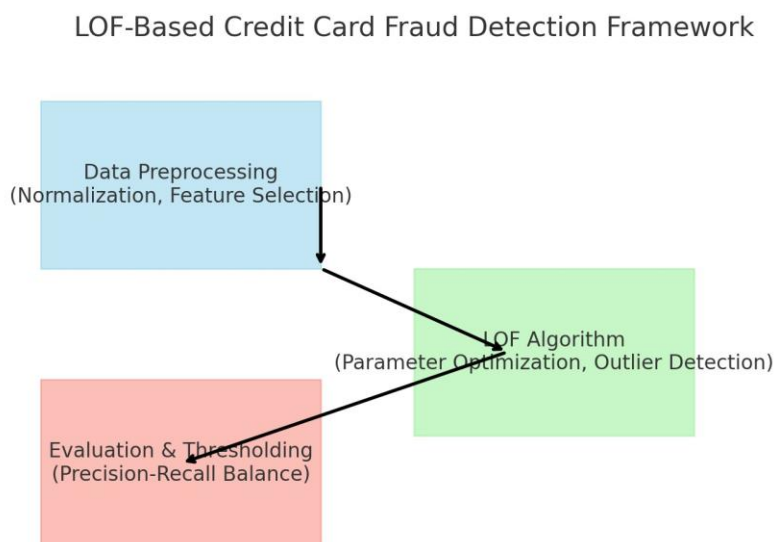 LOF-Based Credit Card Fraud Detection Framework
Data Preprocessing
(Normalization, Feature Selection)
LOF Algorithm
(Parameter Optimization, Outlier Detection)
Evaluation & Thresholding
(Precision-Recall Balance)